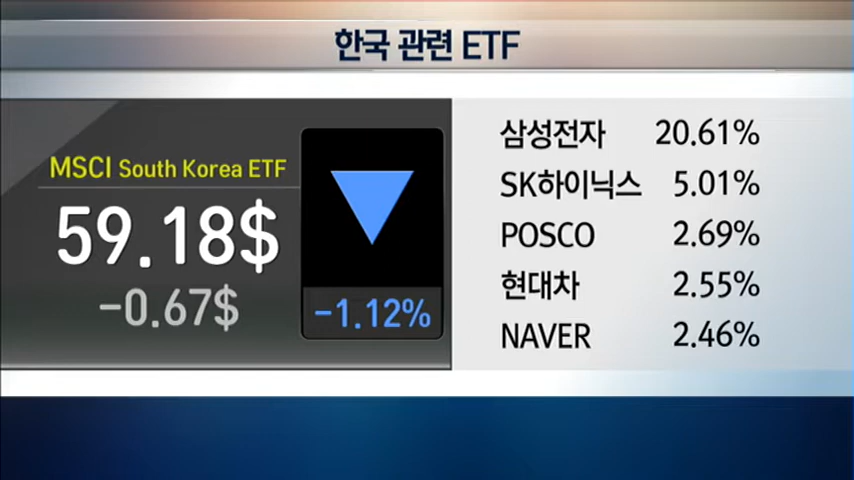 한국 관련 ETF
MSCI South Korea ETF
59.18$
-0.67$
-1.12%
삼성전자 20.61%
SK하이닉스 5.01%
POSCO 2.69%
현대차 2.55%
NAVER 2.46%